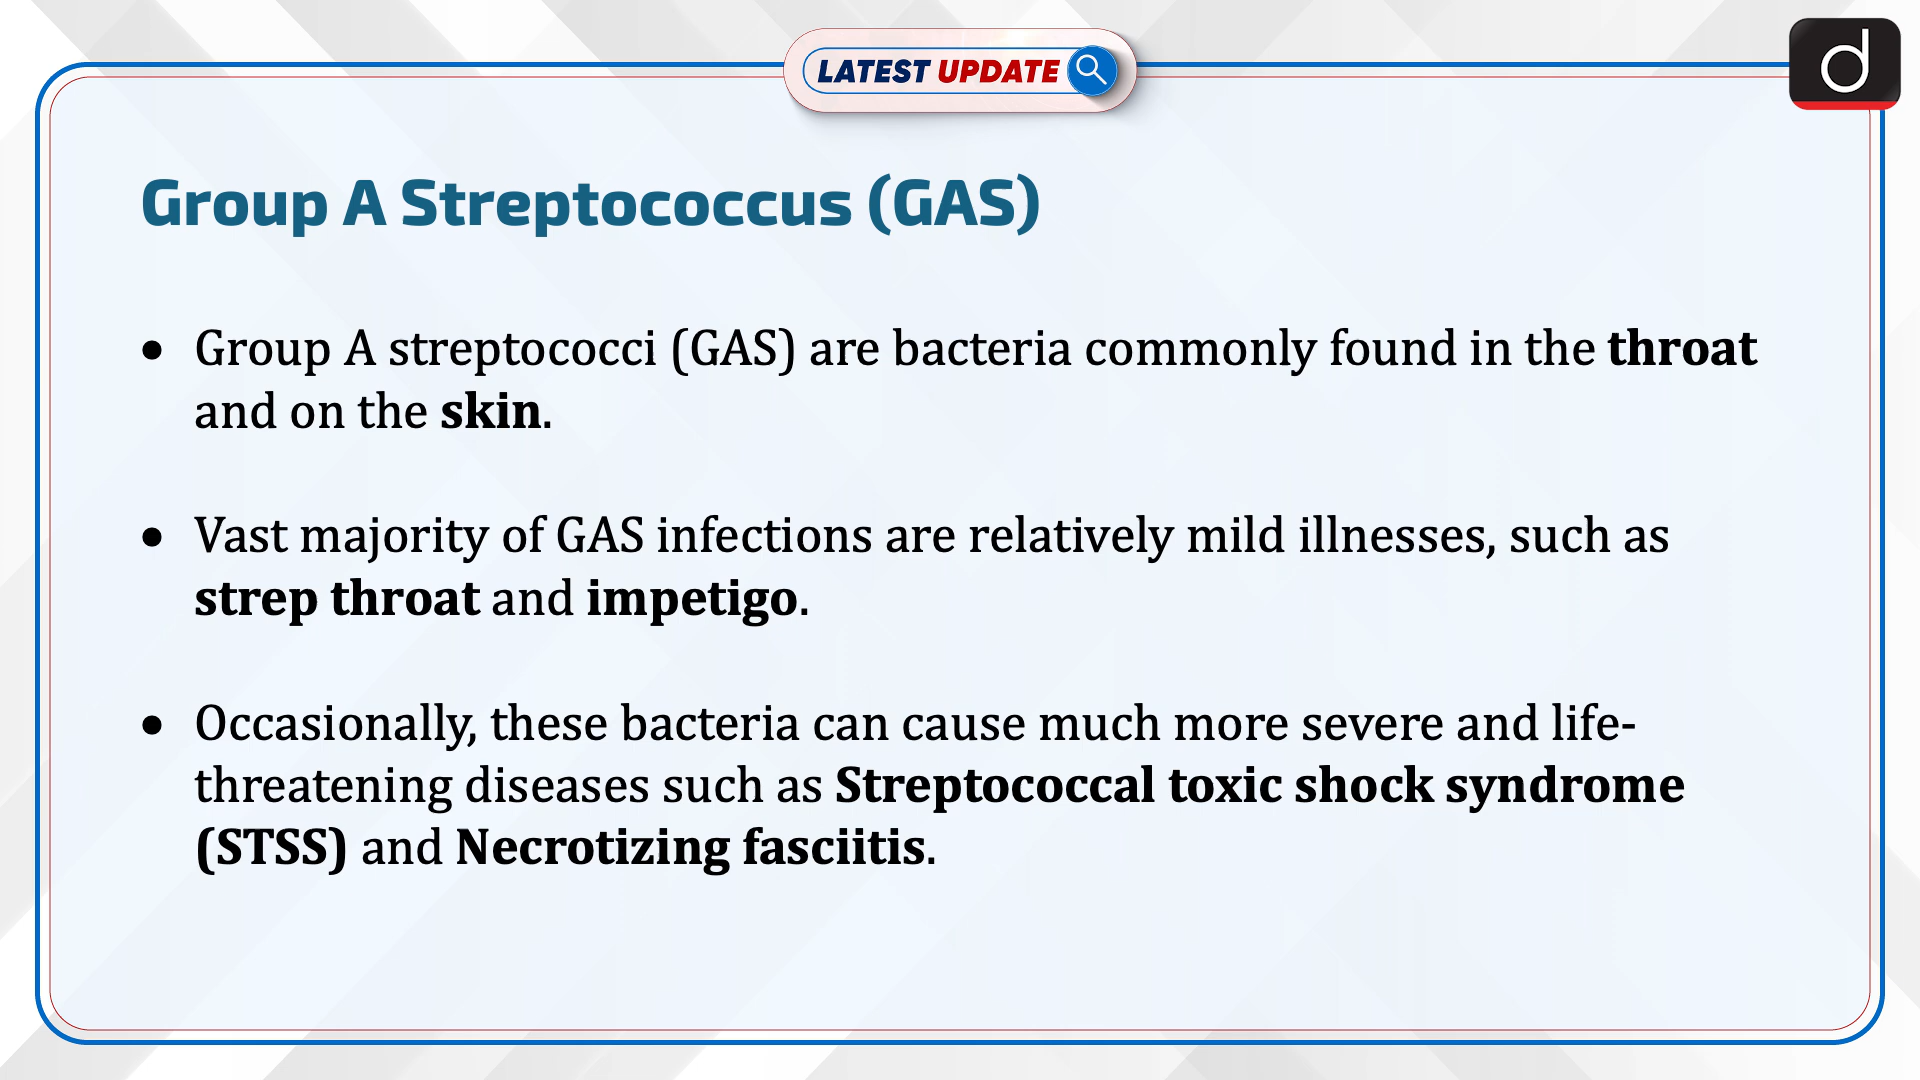 LATEST UPDATE
d
Group A Streptococcus (GAS)
• Group A streptococci (GAS) are bacteria commonly found in the throat
and on the skin.
• Vast majority of GAS infections are relatively mild illnesses, such as
strep throat and impetigo.
• Occasionally, these bacteria can cause much more severe and life-
threatening diseases such as Streptococcal toxic shock syndrome
(STSS) and Necrotizing fasciitis.